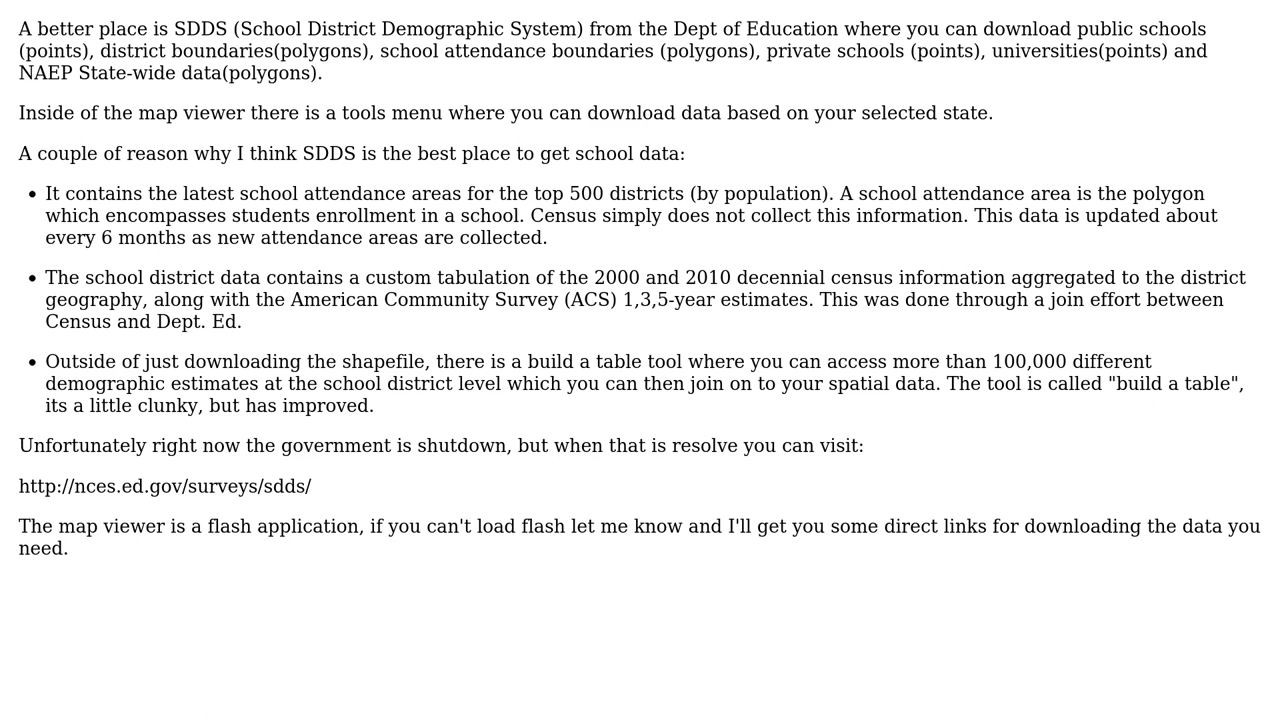 A better place is SDDS (School District Demographic System) from the Dept of Education where you can download public schools
(points), district boundaries(polygons), school attendance boundaries (polygons), private schools (points), universities(points) and
NAEP State-wide data(polygons).
Inside of the map viewer there is a tools menu where you can download data based on your selected state.
A couple of reason why I think SDDS is the best place to get school data:
• It contains the latest school attendance areas for the top 500 districts (by population). A school attendance area is the polygon
which encompasses students enrollment in a school. Census simply does not collect this information. This data is updated about
every 6 months as new attendance areas are collected.
• The school district data contains a custom tabulation of the 2000 and 2010 decennial census information aggregated to the district
geography, along with the American Community Survey (ACS) 1,3,5-year estimates. This was done through a join effort between
Census and Dept. Ed.
• Outside of just downloading the shapefile, there is a build a table tool where you can access more than 100,000 different
demographic estimates at the school district level which you can then join on to your spatial data. The tool is called "build a table",
its a little clunky, but has improved.
Unfortunately right now the government is shutdown, but when that is resolve you can visit:
http://nces.ed.gov/surveys/sdds/
The map viewer is a flash application, if you can't load flash let me know and I'll get you some direct links for downloading the data you
need.